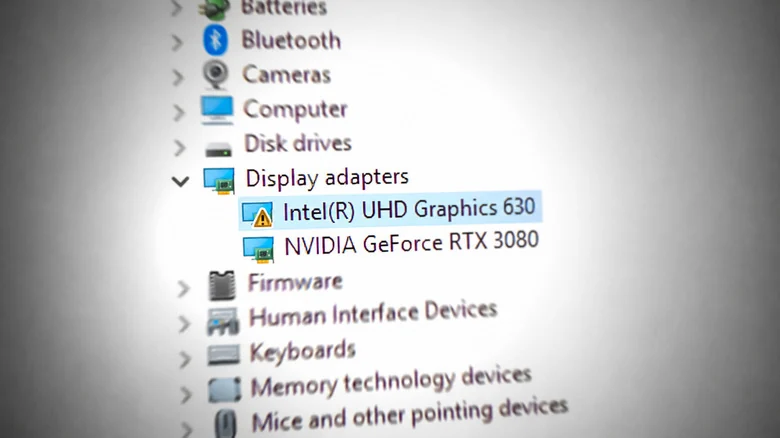 Batteries
Bluetooth
Cameras
Computer
Disk drives
Display adapters
Intel(R) UHD Graphics 630
NVIDIA GeForce RTX 3080
Firmware
Human Interface Devices
Keyboards
Memory technology devices
Mice and other pointing devices